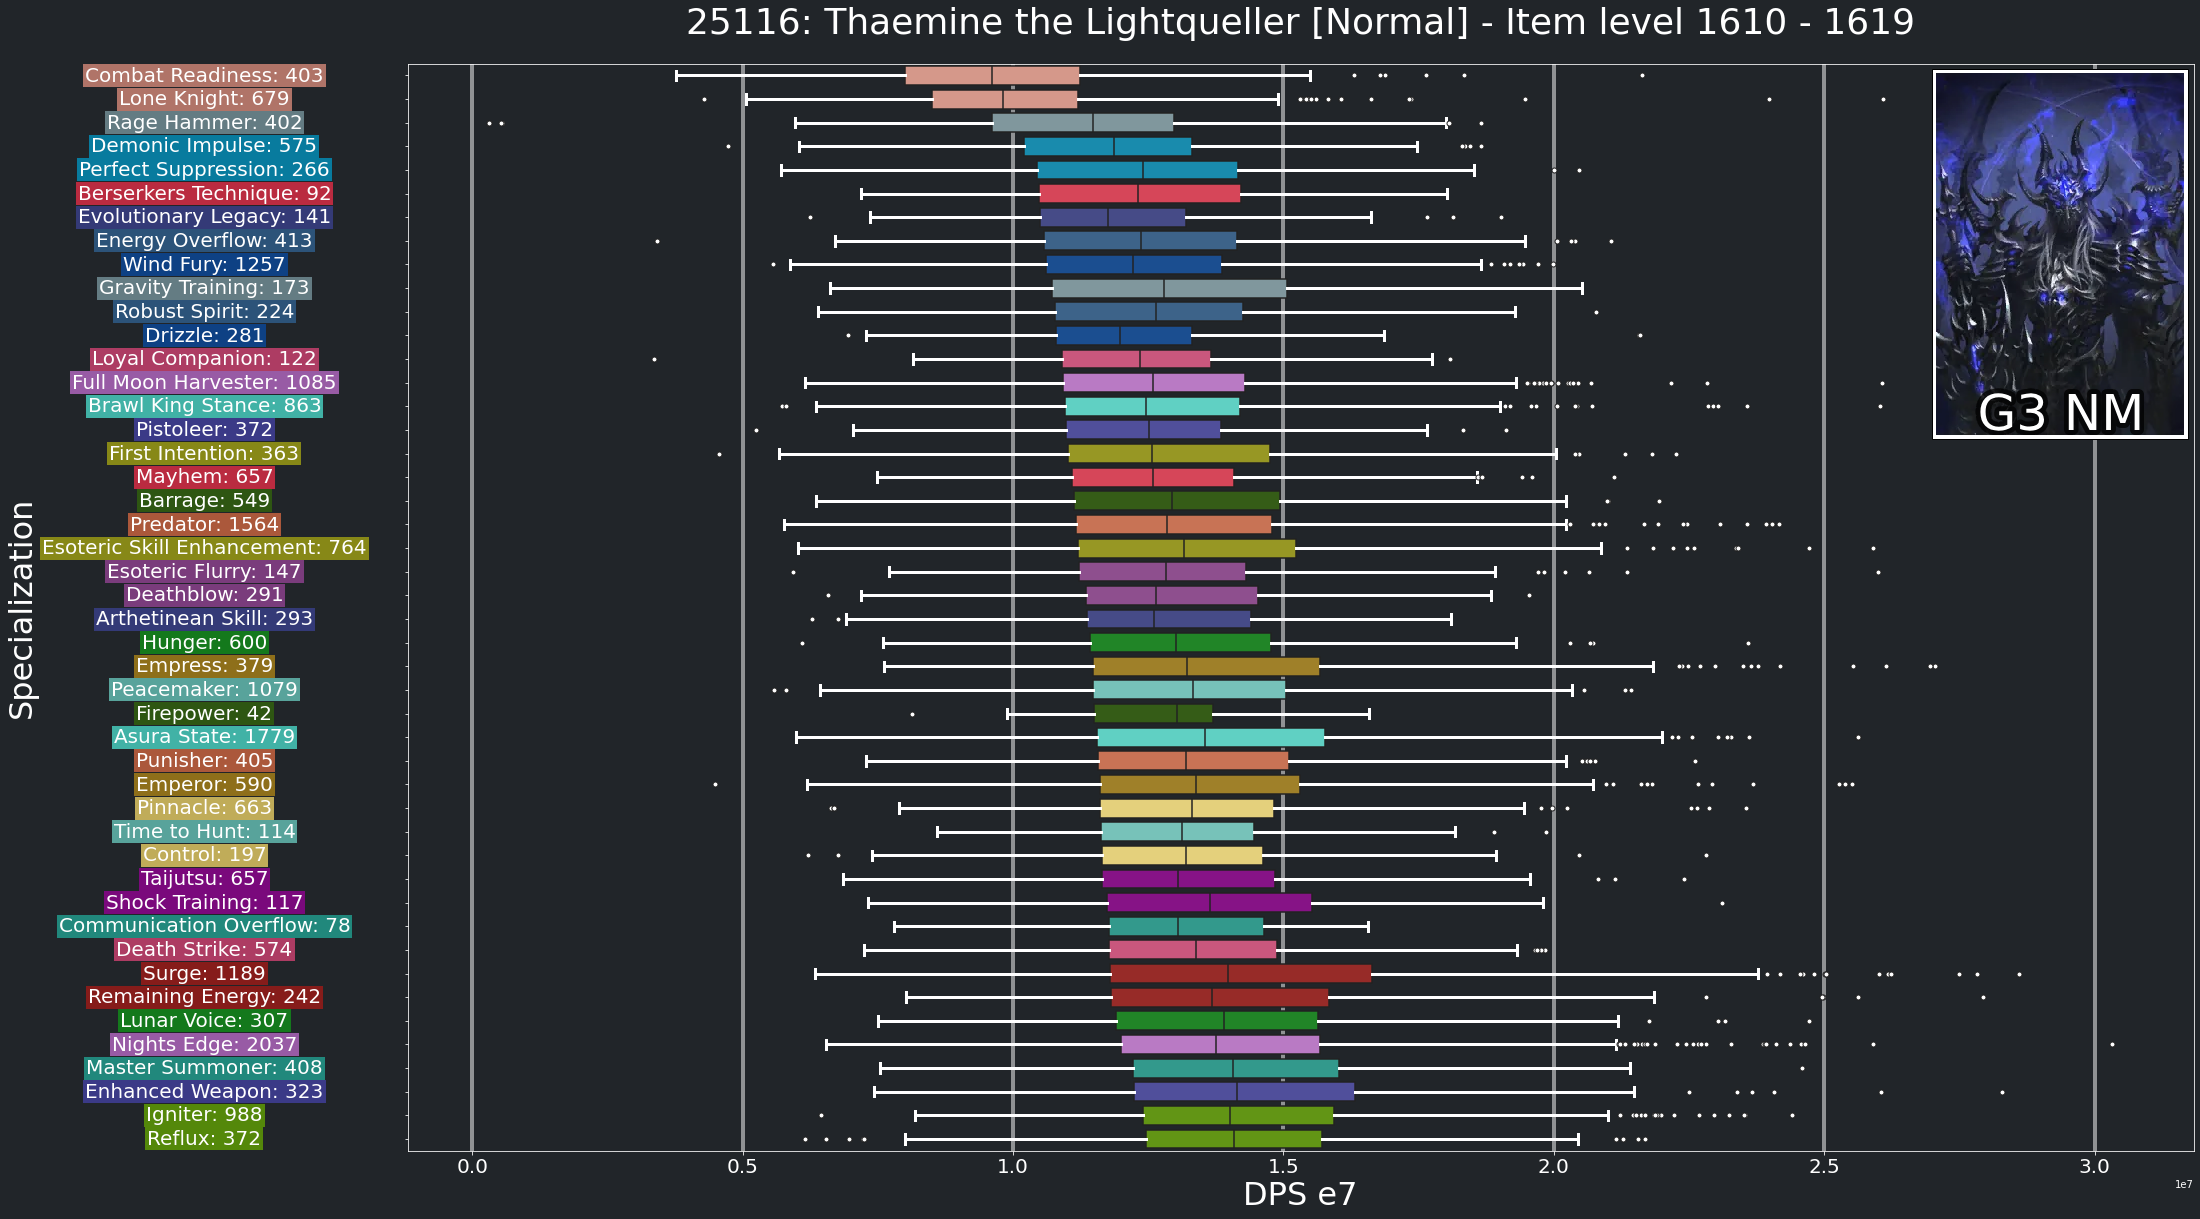 25116: Thaemine the Lightqueller [Normal] - Item level 1610 - 1619
Combat Readiness: 403
Lone Knight: 679
Rage Hammer: 402
Demonic Impulse: 575
Perfect Suppression: 266
Berserkers Technique: 92
Evolutionary Legacy: 141
Energy Overflow: 413
Wind Fury: 1257
Gravity Training: 173
Robust Spirit: 224
Drizzle: 281
Loyal Companion: 122
Full Moon Harvester: 1085
Brawl King Stance: 863
Pistoleer: 372
First Intention: 363
Mayhem: 657
Barrage: 549
Predator: 1564
Esoteric Skill Enhancement: 764
Esoteric Flurry: 147
Deathblow: 291
Arthetinean Skill: 293
Hunger: 600
Empress: 379
Peacemaker: 1079
Firepower: 42
Asura State: 1779
Punisher: 405
Emperor: 590
Pinnacle: 663
Time to Hunt: 114
Control: 197
Taijutsu: 657
Shock Training: 117
Communication Overflow: 78
Death Strike: 574
Surge: 1189
Remaining Energy: 242
Lunar Voice: 307
Nights Edge: 2037
Master Summoner: 408
Enhanced Weapon: 323
Igniter: 988
Reflux: 372
Specialization
G3 NM
0.0 0.5 1.0 1.5 2.0 2.5 3.0
DPS e7
1e7